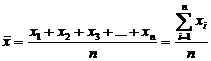 x̄ = (x₁ + x₂ + x₃ + ... + xₙ) / n = (∑ᵢ₌₁ⁿ xᵢ) / n